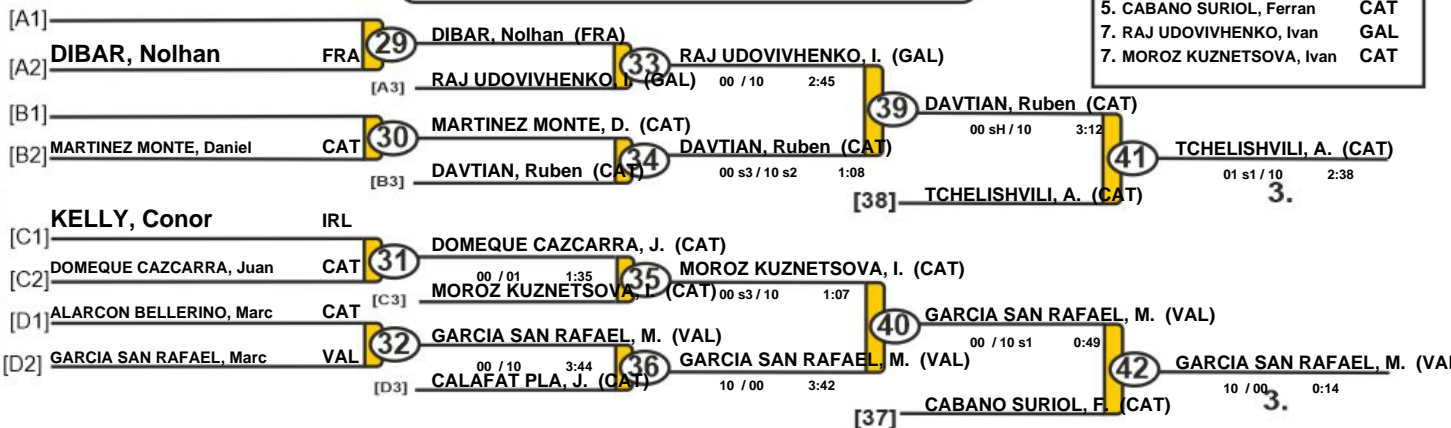 5. CABANO SURIOL, Ferran CAT
7. RAJ UDOVIVHENKO, Ivan GAL
7. MOROZ KUZNETSOVA, Ivan CAT
[A1]
[A2] DIBAR, Nolhan FRA
29
DIBAR, Nolhan (FRA)
[A3] RAJ UDOVIVHENKO, I. (GAL)
33
RAJ UDOVIVHENKO, I. (GAL)
00 / 10 2:45
[B1]
[B2] MARTINEZ MONTE, Daniel CAT
30
MARTINEZ MONTE, D. (CAT)
[B3] DAVTIAN, Ruben (CAT)
34
DAVTIAN, Ruben (CAT)
00 s3 / 10 s2 1:08
39
DAVTIAN, Ruben (CAT)
00 sH / 10 3:12
[38] TCHELISHVILI, A. (CAT)
41
TCHELISHVILI, A. (CAT)
01 s1 / 10 2:38
3.
[C1] KELLY, Conor IRL
[C2] DOMEQUE CAZCARRA, Juan CAT
31
DOMEQUE CAZCARRA, J. (CAT)
00 / 01 1:35
[C3] MOROZ KUZNETSOVA, I. (CAT)
35
MOROZ KUZNETSOVA, I. (CAT)
00 s3 / 10 1:07
[D1] ALARCON BELLERINO, Marc CAT
[D2] GARCIA SAN RAFAEL, Marc VAL
32
GARCIA SAN RAFAEL, M. (VAL)
00 / 10 3:44
[D3] CALAFAT PLA, J. (CAT)
36
GARCIA SAN RAFAEL, M. (VAL)
10 / 00 3:42
40
GARCIA SAN RAFAEL, M. (VAL)
00 / 10 s1 0:49
[37] CABANO SURIOL, F. (CAT)
42
GARCIA SAN RAFAEL, M. (VAL
10 / 00 0:14
3.